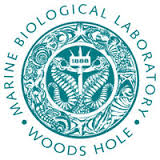 MARINE BIOLOGICAL LABORATORY
• WOODS HOLE •
1888